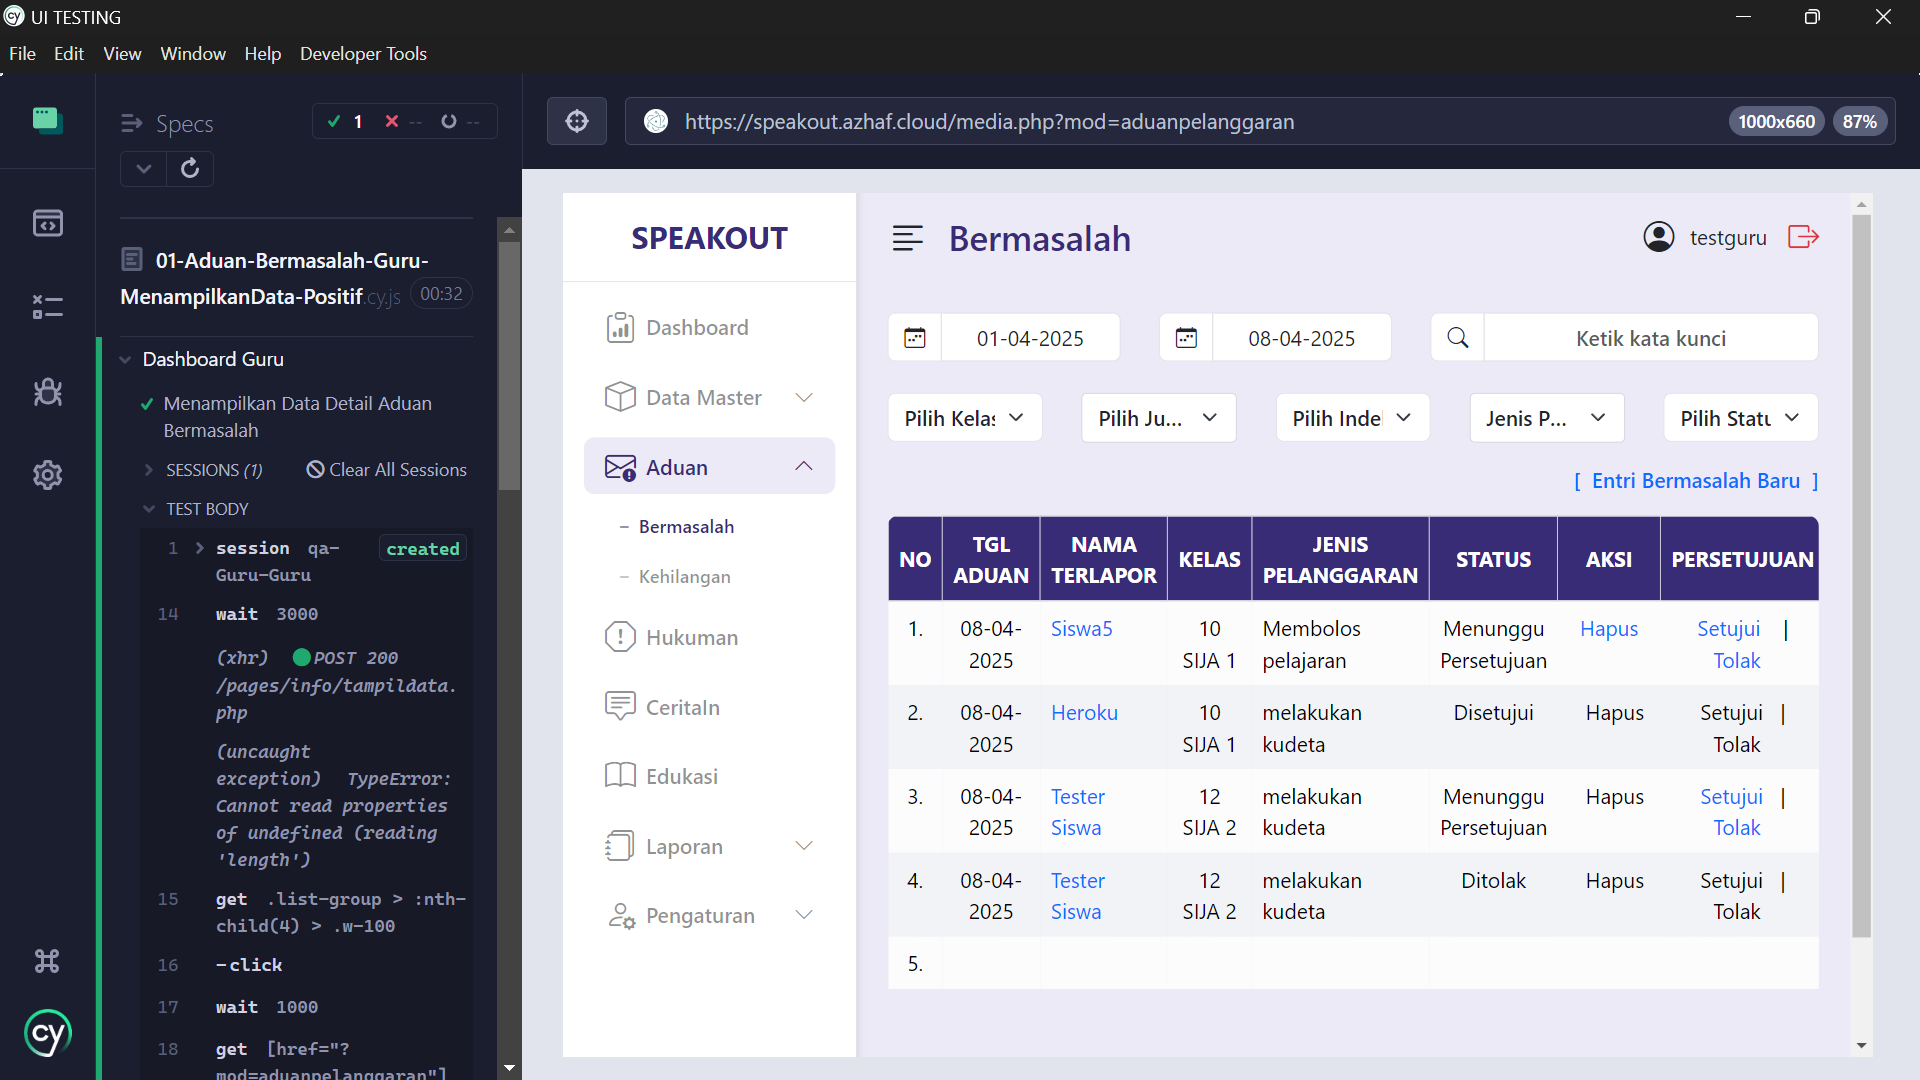 UI TESTING
File Edit View Window Help Developer Tools
Specs
1 -- --
01-Aduan-Bermasalah-Guru-
MenampilkanData-Positif.cy.js 00:32
Dashboard Guru
Menampilkan Data Detail Aduan
Bermasalah
SESSIONS (1) Clear All Sessions
TEST BODY
1 session qa-
Guru-Guru
created
14 wait 3000
(xhr) POST 200
/pages/info/tampildata.
php
(uncaught
exception) TypeError:
Cannot read properties
of undefined (reading
'length')
15 get .list-group > :nth-
child(4) > .w-100
16 -click
17 wait 1000
18 get [href="?
mod=aduanpelanggaran"]
cy
https://speakout.azhaf.cloud/media.php?mod=aduanpelanggaran
1000x660 87%
SPEAKOUT
Dashboard
Data Master
Aduan
– Bermasalah
– Kehilangan
Hukuman
CeritaIn
Edukasi
Laporan
Pengaturan
Bermasalah
testguru
01-04-2025 08-04-2025 Ketik kata kunci
Pilih Kelas Pilih Ju... Pilih Inde Jenis P... Pilih Statu
[ Entri Bermasalah Baru ]
NO TGL ADUAN NAMA TERLAPOR KELAS JENIS PELANGGARAN STATUS AKSI PERSETUJUAN
1. 08-04-2025 Siswa5 10 SIJA 1 Membolos pelajaran Menunggu Persetujuan Hapus Setujui | Tolak
2. 08-04-2025 Heroku 10 SIJA 1 melakukan kudeta Disetujui Hapus Setujui | Tolak
3. 08-04-2025 Tester Siswa 12 SIJA 2 melakukan kudeta Menunggu Persetujuan Hapus Setujui | Tolak
4. 08-04-2025 Tester Siswa 12 SIJA 2 melakukan kudeta Ditolak Hapus Setujui | Tolak
5.